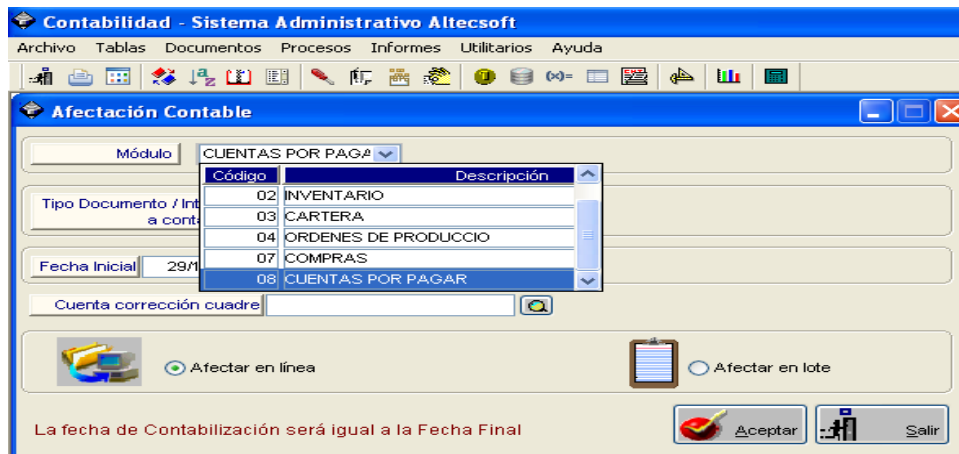 Contabilidad - Sistema Administrativo Altecsoft
Archivo Tablas Documentos Procesos Informes Utilitarios Ayuda
Afectación Contable
Módulo CUENTAS POR PAGA
Código Descripción
02 INVENTARIO
Tipo Documento / Int
03 CARTERA
a conta
04 ORDENES DE PRODUCCIO
07 COMPRAS
Fecha Inicial 29/1
08 CUENTAS POR PAGAR
Cuenta corrección cuadre
Afectar en línea
Afectar en lote
La fecha de Contabilización será igual a la Fecha Final
Aceptar
Salir